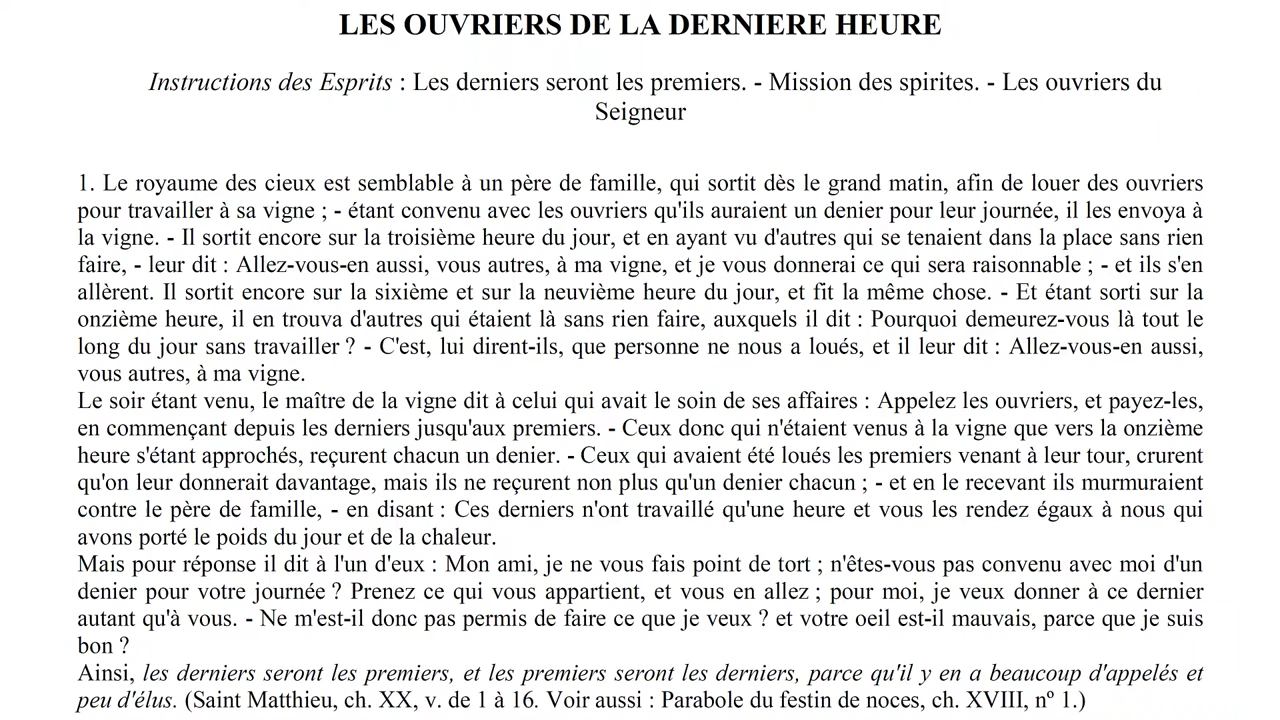 LES OUVRIERS DE LA DERNIERE HEURE
Instructions des Esprits : Les derniers seront les premiers. - Mission des spirites. - Les ouvriers du
Seigneur
1. Le royaume des cieux est semblable à un père de famille, qui sortit dès le grand matin, afin de louer des ouvriers
pour travailler à sa vigne ; - étant convenu avec les ouvriers qu'ils auraient un denier pour leur journée, il les envoya à
la vigne. - Il sortit encore sur la troisième heure du jour, et en ayant vu d'autres qui se tenaient dans la place sans rien
faire, - leur dit : Allez-vous-en aussi, vous autres, à ma vigne, et je vous donnerai ce qui sera raisonnable ; - et ils s'en
allèrent. Il sortit encore sur la sixième et sur la neuvième heure du jour, et fit la même chose. - Et étant sorti sur la
onzième heure, il en trouva d'autres qui étaient là sans rien faire, auxquels il dit : Pourquoi demeurez-vous là tout le
long du jour sans travailler ? - C'est, lui dirent-ils, que personne ne nous a loués, et il leur dit : Allez-vous-en aussi,
vous autres, à ma vigne.
Le soir étant venu, le maître de la vigne dit à celui qui avait le soin de ses affaires : Appelez les ouvriers, et payez-les,
en commençant depuis les derniers jusqu'aux premiers. - Ceux donc qui n'étaient venus à la vigne que vers la onzième
heure s'étant approchés, reçurent chacun un denier. - Ceux qui avaient été loués les premiers venant à leur tour, crurent
qu'on leur donnerait davantage, mais ils ne reçurent non plus qu'un denier chacun ; - et en le recevant ils murmuraient
contre le père de famille, - en disant : Ces derniers n'ont travaillé qu'une heure et vous les rendez égaux à nous qui
avons porté le poids du jour et de la chaleur.
Mais pour réponse il dit à l'un d'eux : Mon ami, je ne vous fais point de tort ; n'êtes-vous pas convenu avec moi d'un
denier pour votre journée ? Prenez ce qui vous appartient, et vous en allez ; pour moi, je veux donner à ce dernier
autant qu'à vous. - Ne m'est-il donc pas permis de faire ce que je veux ? et votre oeil est-il mauvais, parce que je suis
bon ?
Ainsi, les derniers seront les premiers, et les premiers seront les derniers, parce qu'il y en a beaucoup d'appelés et
peu d'élus. (Saint Matthieu, ch. XX, v. de 1 à 16. Voir aussi : Parabole du festin de noces, ch. XVIII, nº 1.)